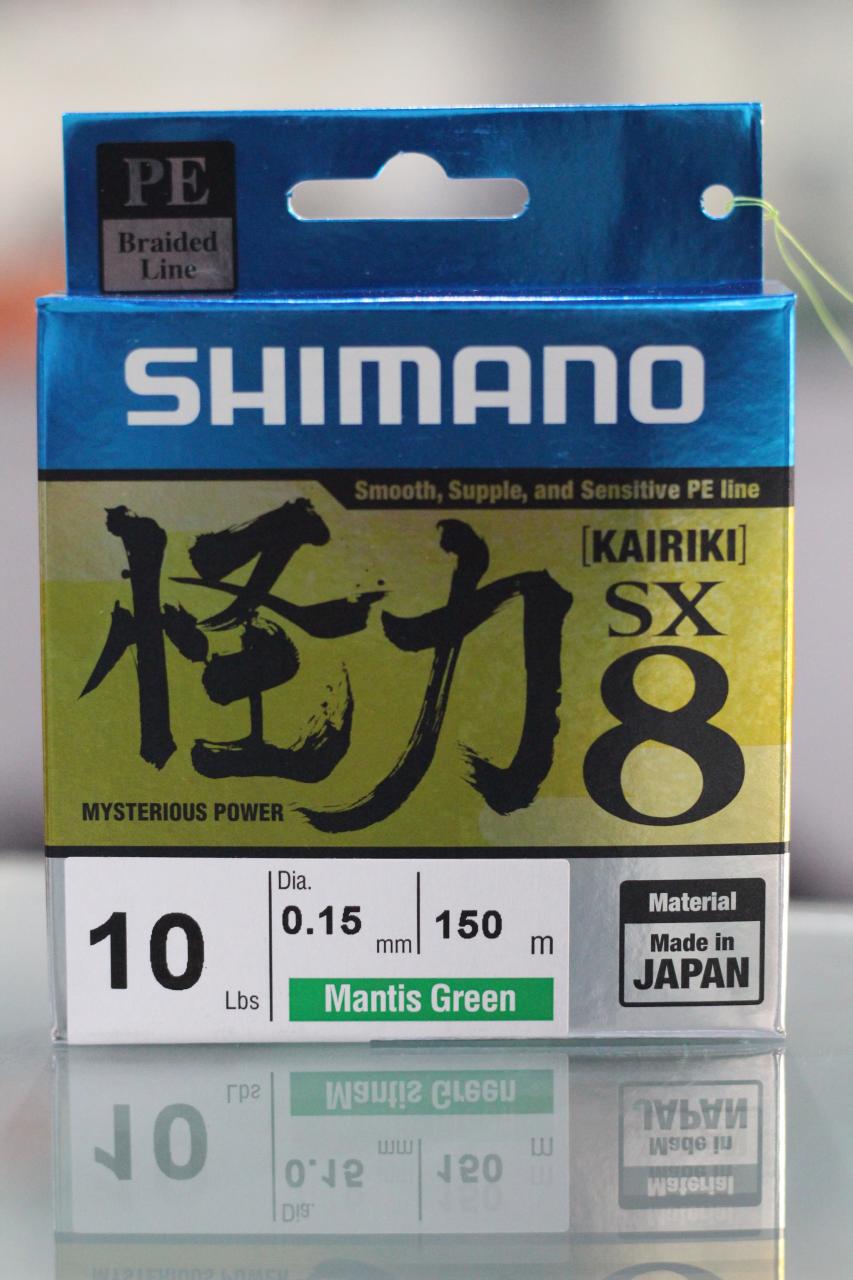 PE
Braided
Line
SHIMANO
Smooth, Supple, and Sensitive PE line
怪力
[KAIRIKI]
SX
8
MYSTERIOUS POWER
10 Lbs
Dia.
0.15 mm
150 m
Mantis Green
Material
Made in
JAPAN